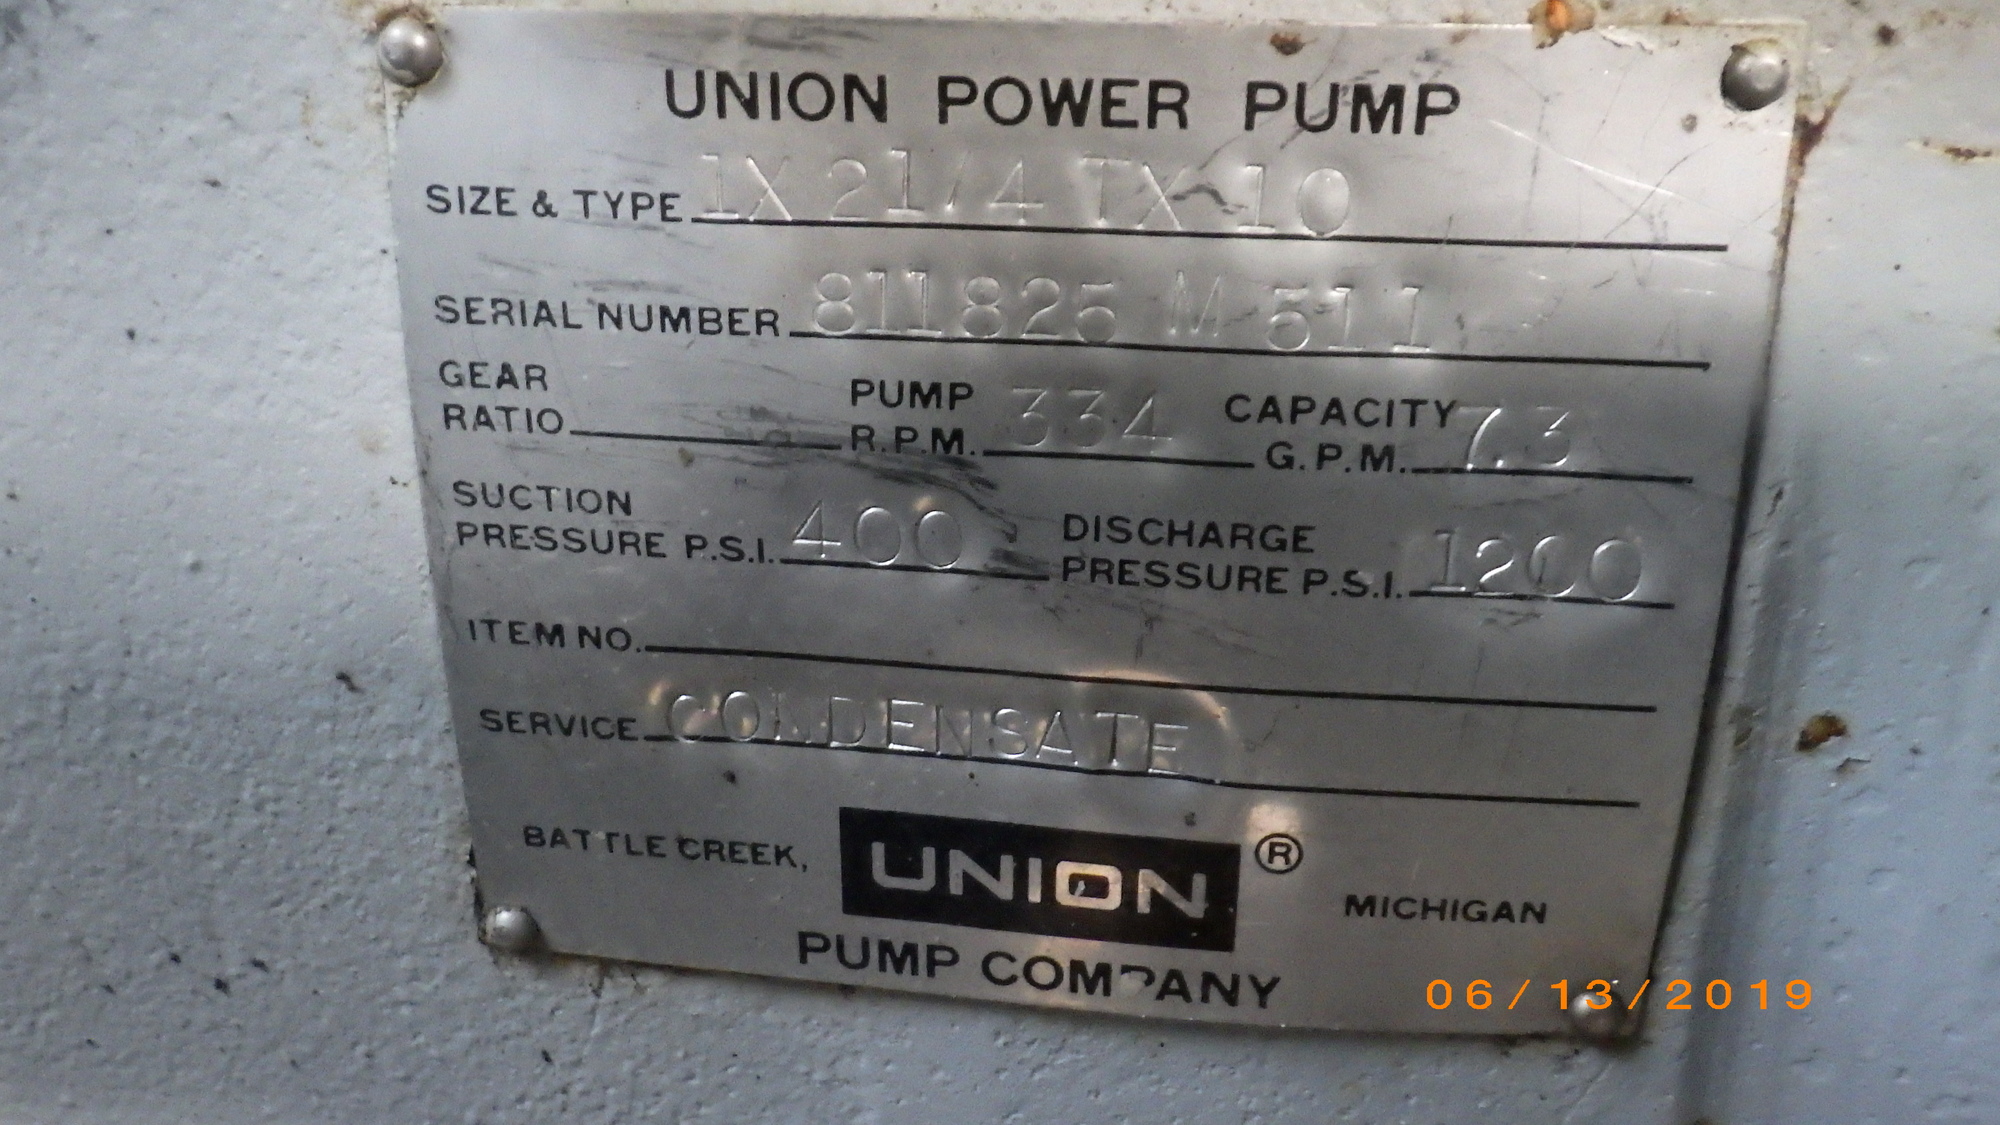 UNION POWER PUMP
SIZE & TYPE 1X 2 1/4 TX-10
SERIAL NUMBER 811825 M 511
GEAR RATIO PUMP R.P.M. 334 CAPACITY G.P.M. 7.3
SUCTION PRESSURE P.S.I. 400 DISCHARGE PRESSURE P.S.I. 1200
ITEM NO.
SERVICE CONDENSATE
BATTLE CREEK, UNION ® MICHIGAN
PUMP COMPANY
06/13/2019